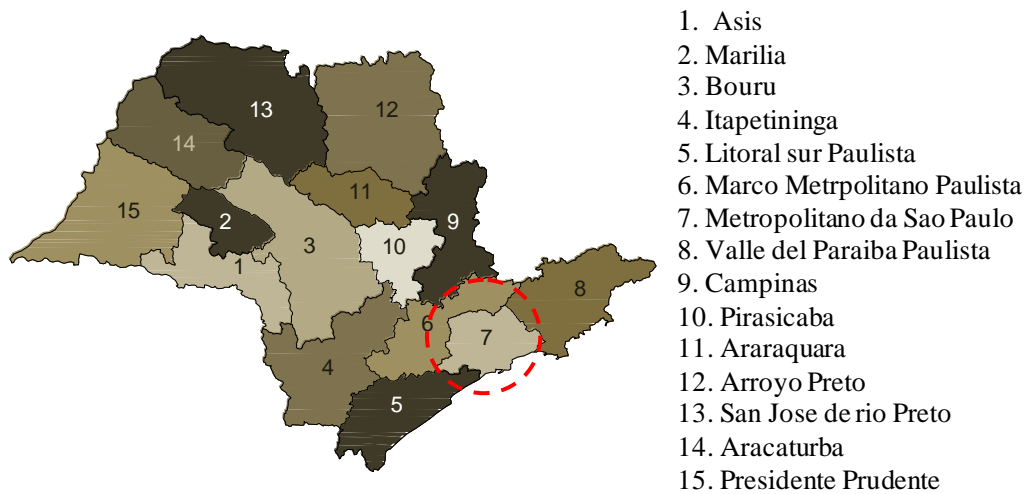 13
12
14
11
15
2
9
10
3
1
8
6
7
4
5
1. Asis
2. Marilia
3. Bouru
4. Itapetininga
5. Litoral sur Paulista
6. Marco Metrpolitano Paulista
7. Metropolitano da Sao Paulo
8. Valle del Paraiba Paulista
9. Campinas
10. Pirasicaba
11. Araraquara
12. Arroyo Preto
13. San Jose de rio Preto
14. Aracaturba
15. Presidente Prudente